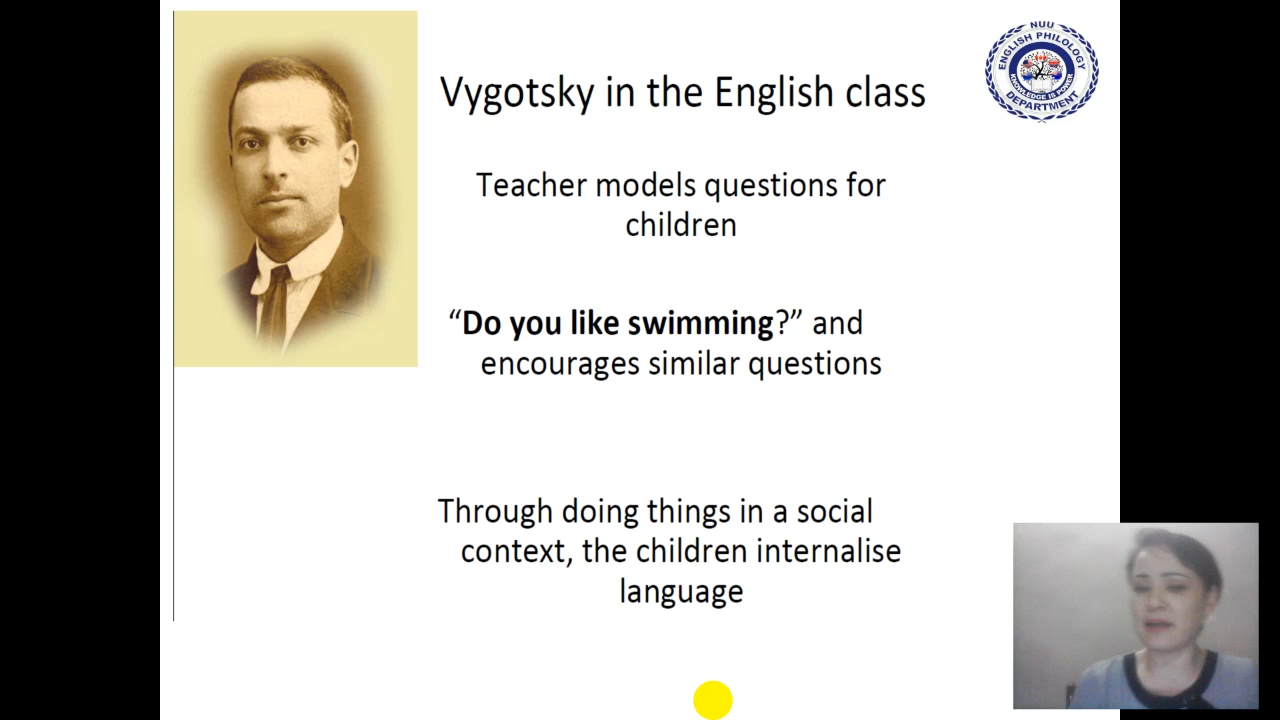 Vygotsky in the English class
Teacher models questions for
children
“Do you like swimming?” and
encourages similar questions
Through doing things in a social
context, the children internalise
language
NUU
ENGLISH PHILOLOGY
KNOWLEDGE IS POWER
DEPARTMENT